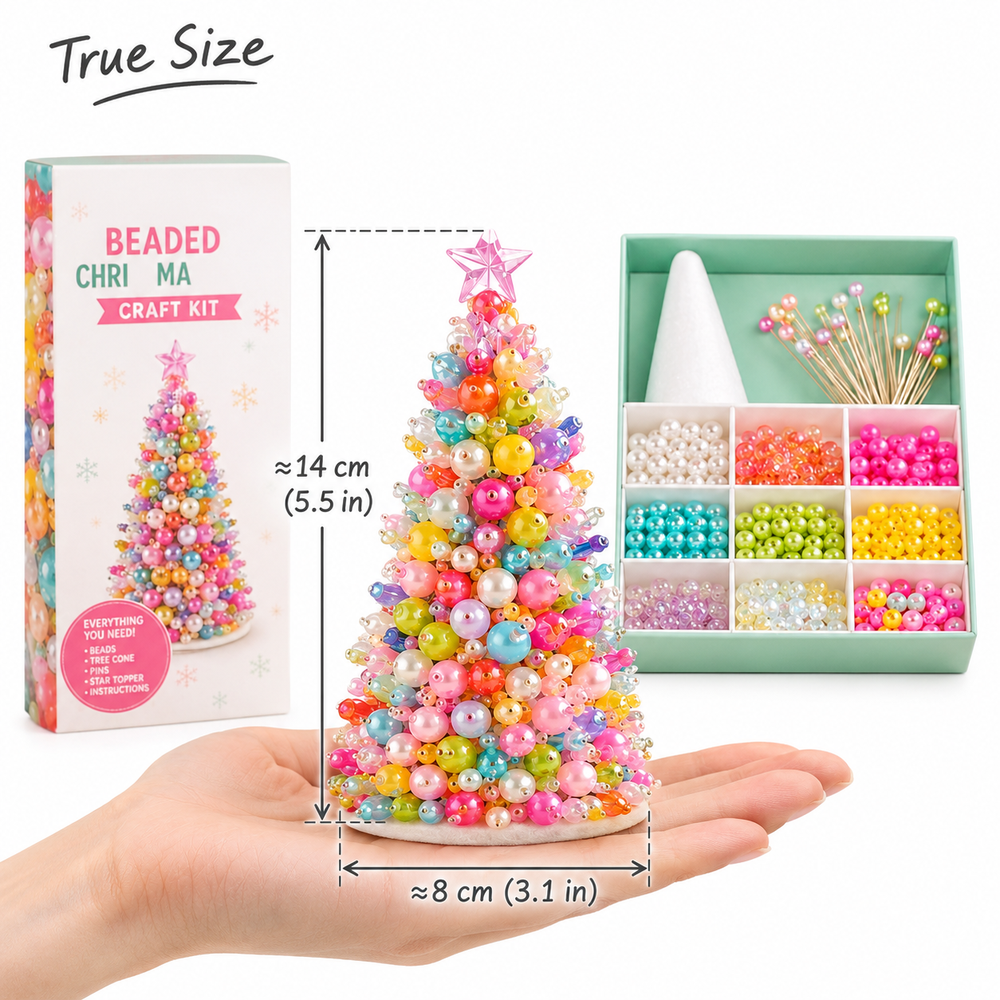 True Size
BEADED
CHRI MA
CRAFT KIT
EVERYTHING
YOU NEED!
• BEADS
• TREE CONE
• PINS
• STAR TOPPER
• INSTRUCTIONS
≈14 cm
(5.5 in)
≈8 cm (3.1 in)